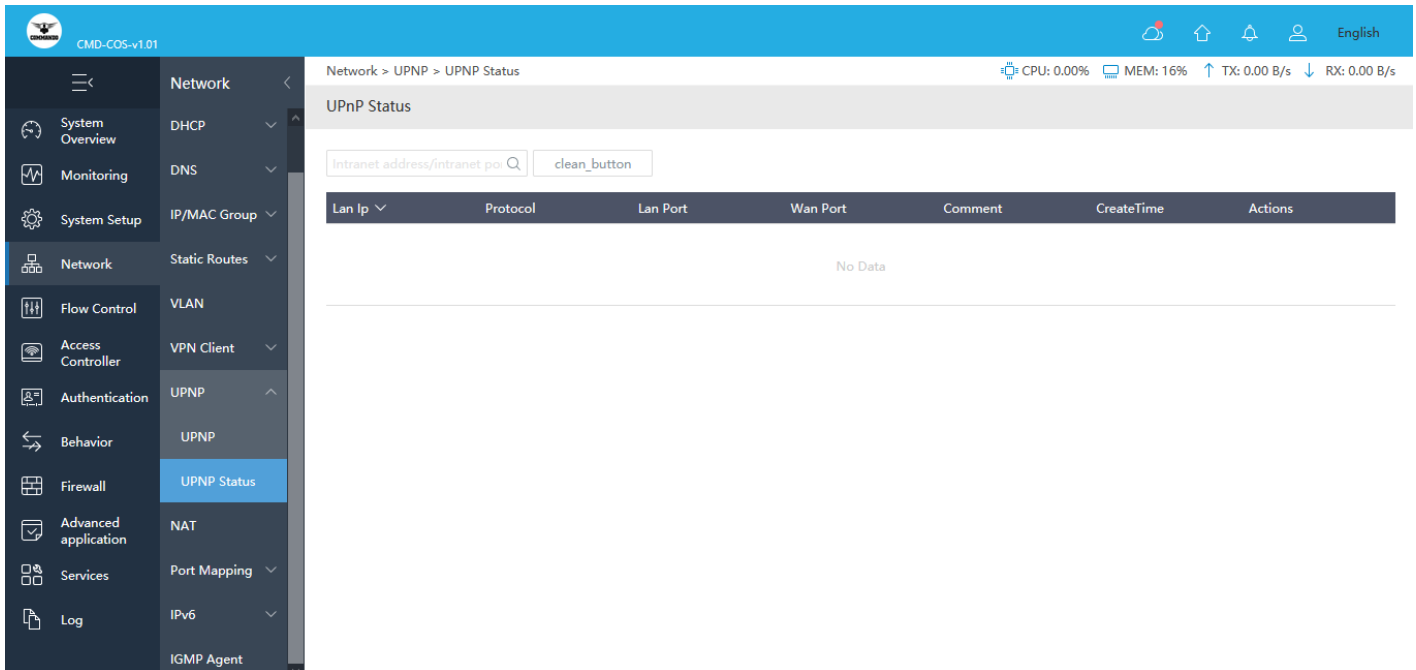 COMMANDO
CMD-COS-v1.01
English
Network
Network > UPNP > UPNP Status
CPU: 0.00%
MEM: 16%
TX: 0.00 B/s
RX: 0.00 B/s
UPnP Status
System
Overview
Monitoring
System Setup
Network
Flow Control
Access
Controller
Authentication
Behavior
Firewall
Advanced
application
Services
Log
DHCP
DNS
IP/MAC Group
Static Routes
VLAN
VPN Client
UPNP
UPNP
UPNP Status
NAT
Port Mapping
IPv6
IGMP Agent
Intranet address/intranet por
clean_button
Lan Ip
Protocol
Lan Port
Wan Port
Comment
CreateTime
Actions
No Data